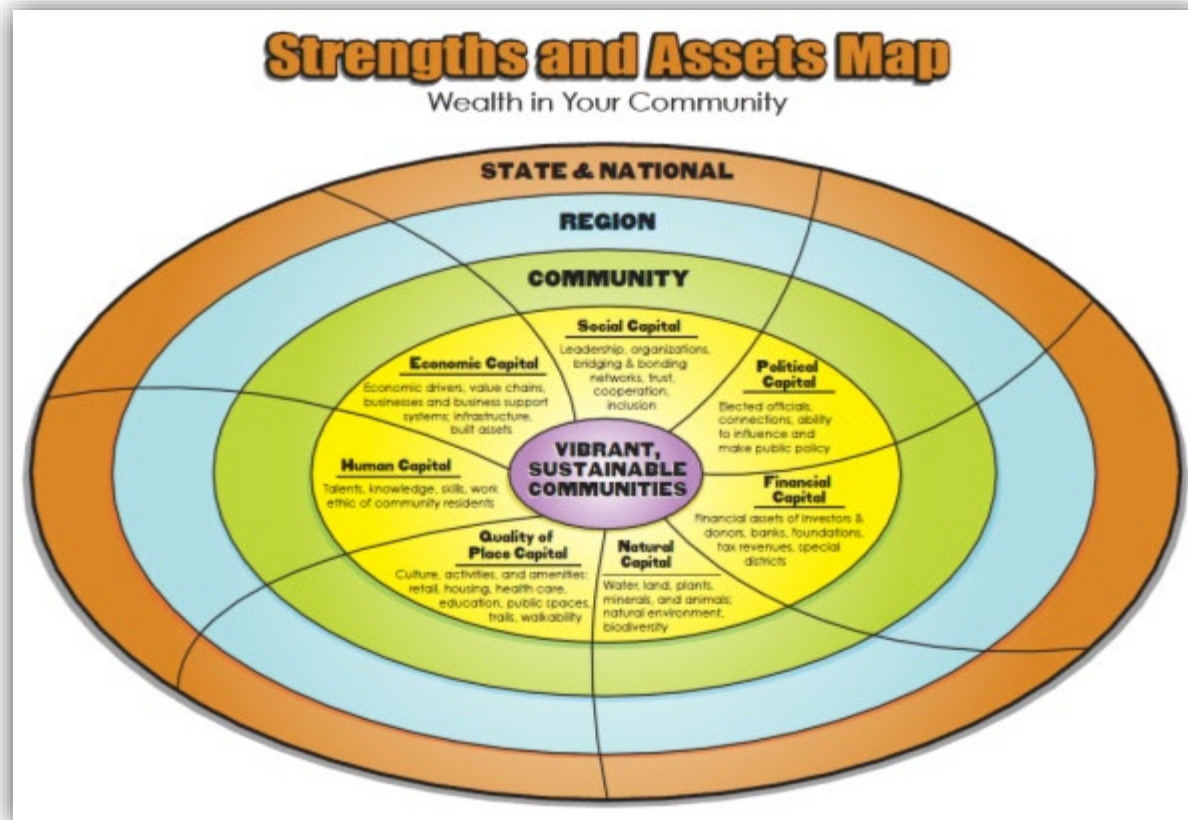 Strengths and Assets Map
Wealth in Your Community
STATE & NATIONAL
REGION
COMMUNITY
Social Capital
Leadership, organizations,
bridging & bonding
networks, trust,
cooperation,
inclusion
Economic Capital
Economic drivers, value chains,
businesses and business support
systems; infrastructure,
built assets
Political
Capital
Elected officials,
connections, ability
to influence and
make public policy
VIBRANT,
SUSTAINABLE
COMMUNITIES
Human Capital
Talents, knowledge, skills, work
ethic of community residents
Financial
Capital
Financial assets of investors &
donors, banks, foundations,
tax revenues, special
districts
Quality of
Place Capital
Culture, activities, and amenities:
retail, housing, health care,
education, public spaces,
trails, walkability
Natural
Capital
Water, land, plants,
minerals, and animals;
natural environment,
biodiversity